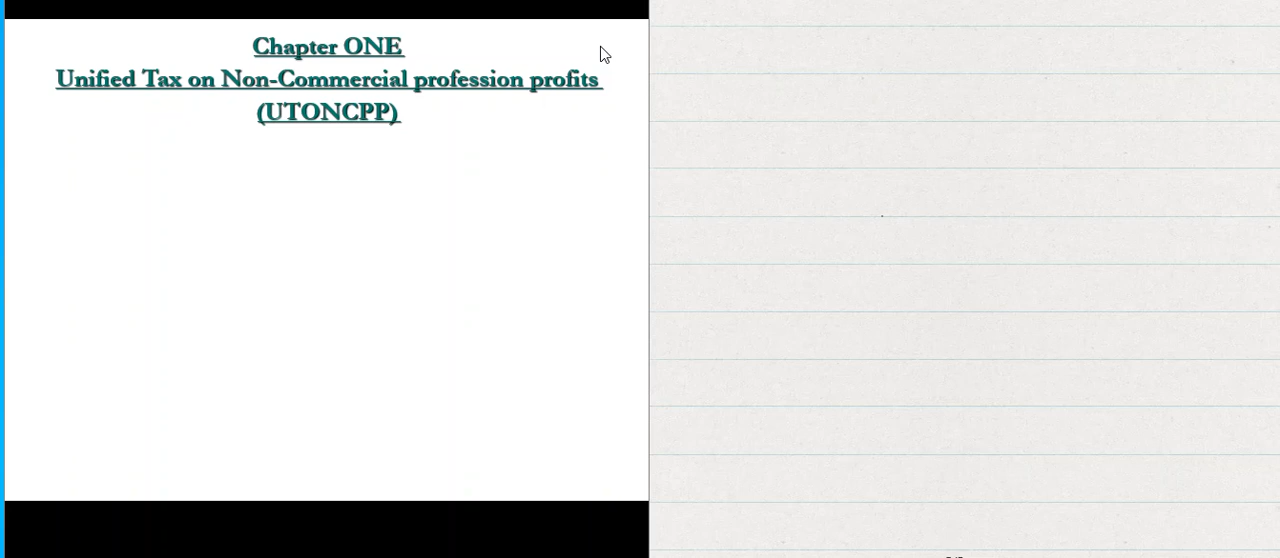 Chapter ONE
Unified Tax on Non-Commercial profession profits
(UTONCPP)